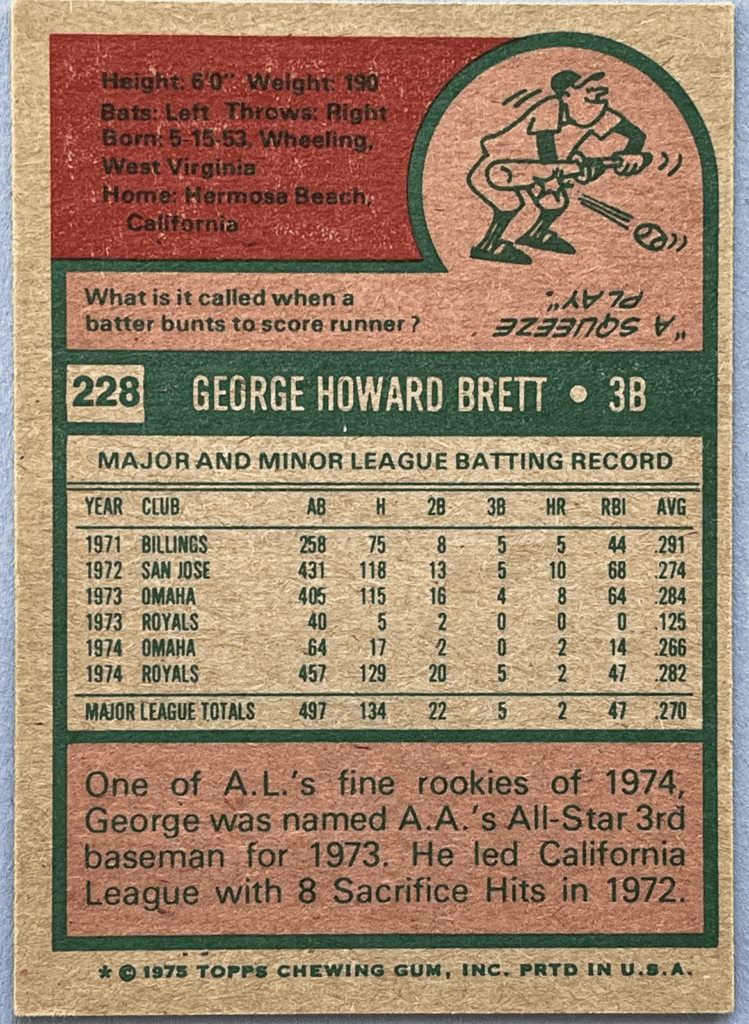 Height: 6'0" Weight: 190
Bats: Left Throws: Right
Born: 5-15-53, Wheeling,
West Virginia
Home: Hermosa Beach,
California
What is it called when a
batter bunts to score runner?
"A SQUEEZE
PLAY".
228 GEORGE HOWARD BRETT • 3B
MAJOR AND MINOR LEAGUE BATTING RECORD
YEAR CLUB AB H 2B 3B HR RBI AVG
1971 BILLINGS 258 75 8 5 5 44 .291
1972 SAN JOSE 431 118 13 5 10 68 .274
1973 OMAHA 405 115 16 4 8 64 .284
1973 ROYALS 40 5 2 0 0 0 .125
1974 OMAHA 64 17 2 0 2 14 .266
1974 ROYALS 457 129 20 5 2 47 .282
MAJOR LEAGUE TOTALS 497 134 22 5 2 47 .270
One of A.L.'s fine rookies of 1974,
George was named A.A.'s All-Star 3rd
baseman for 1973. He led California
League with 8 Sacrifice Hits in 1972.
* © 1975 TOPPS CHEWING GUM, INC. PRTD IN U.S.A.